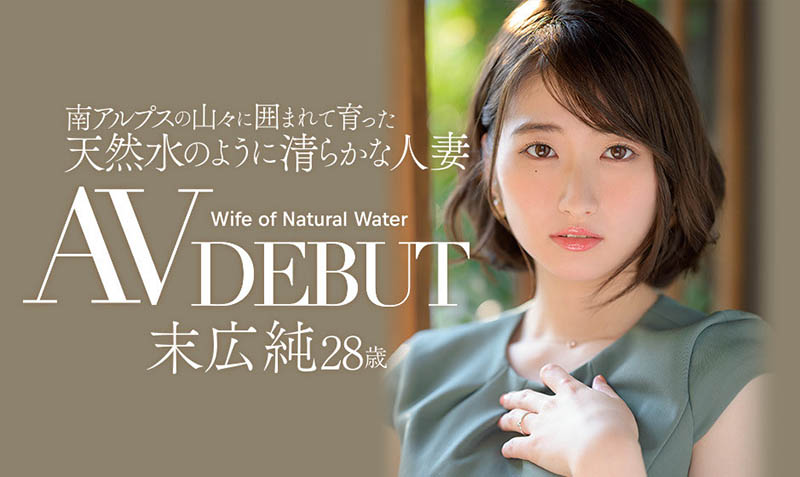 南アルプスの山々に囲まれて育った
天然水のように清らかな人妻
Wife of Natural Water
AV DEBUT
末広純 28歳